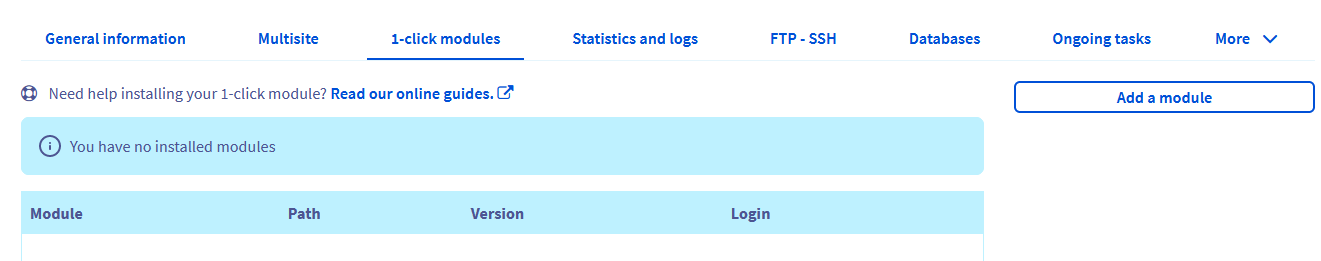 General information Multisite 1-click modules Statistics and logs FTP - SSH Databases Ongoing tasks More
Need help installing your 1-click module? Read our online guides.
Add a module
You have no installed modules
Module Path Version Login